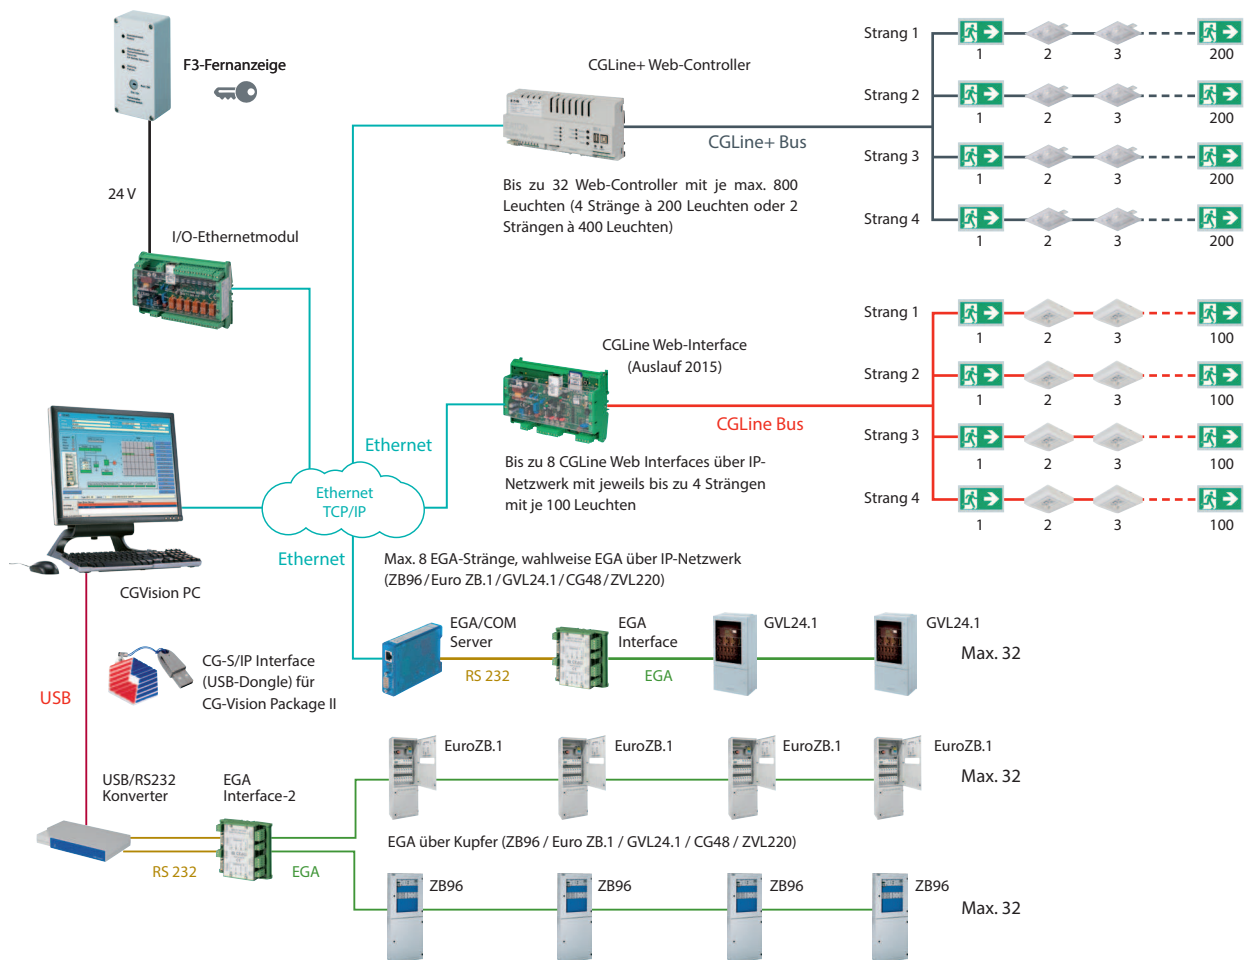 F3-Fernanzeige
24 V
I/O-Ethernetmodul
CGLine+ Web-Controller
CGLine+ Bus
Bis zu 32 Web-Controller mit je max. 800
Leuchten (4 Stränge à 200 Leuchten oder 2
Strängen à 400 Leuchten)
Strang 1
1
2
3
200
Strang 2
1
2
3
200
Strang 3
1
2
3
200
Strang 4
1
2
3
200
CGLine Web-Interface
(Auslauf 2015)
CGLine Bus
Bis zu 8 CGLine Web Interfaces über IP-
Netzwerk mit jeweils bis zu 4 Strängen
mit je 100 Leuchten
Strang 1
1
2
3
100
Strang 2
1
2
3
100
Strang 3
1
2
3
100
Strang 4
1
2
3
100
Ethernet
Ethernet
TCP/IP
Ethernet
CGVision PC
Max. 8 EGA-Stränge, wahlweise EGA über IP-Netzwerk
(ZB96 / Euro ZB.1 / GVL24.1 / CG48 / ZVL220)
EGA/COM
Server
RS 232
EGA
Interface
EGA
GVL24.1
GVL24.1
Max. 32
CG-S/IP Interface
(USB-Dongle) für
CG-Vision Package II
USB
USB/RS232
Konverter
RS 232
EGA
Interface-2
EGA
EuroZB.1
EuroZB.1
EuroZB.1
EuroZB.1
Max. 32
EGA über Kupfer (ZB96 / Euro ZB.1 / GVL24.1 / CG48 / ZVL220)
ZB96
ZB96
ZB96
ZB96
Max. 32